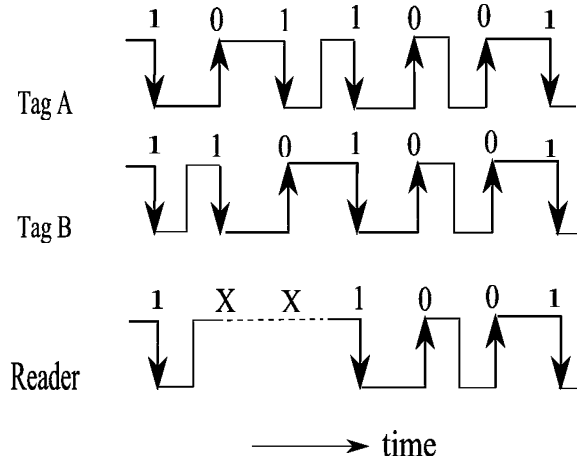 1 0 1 1 0 0 1
Tag A
1 1 0 1 0 0 1
Tag B
1 X X 1 0 0 1
Reader
time